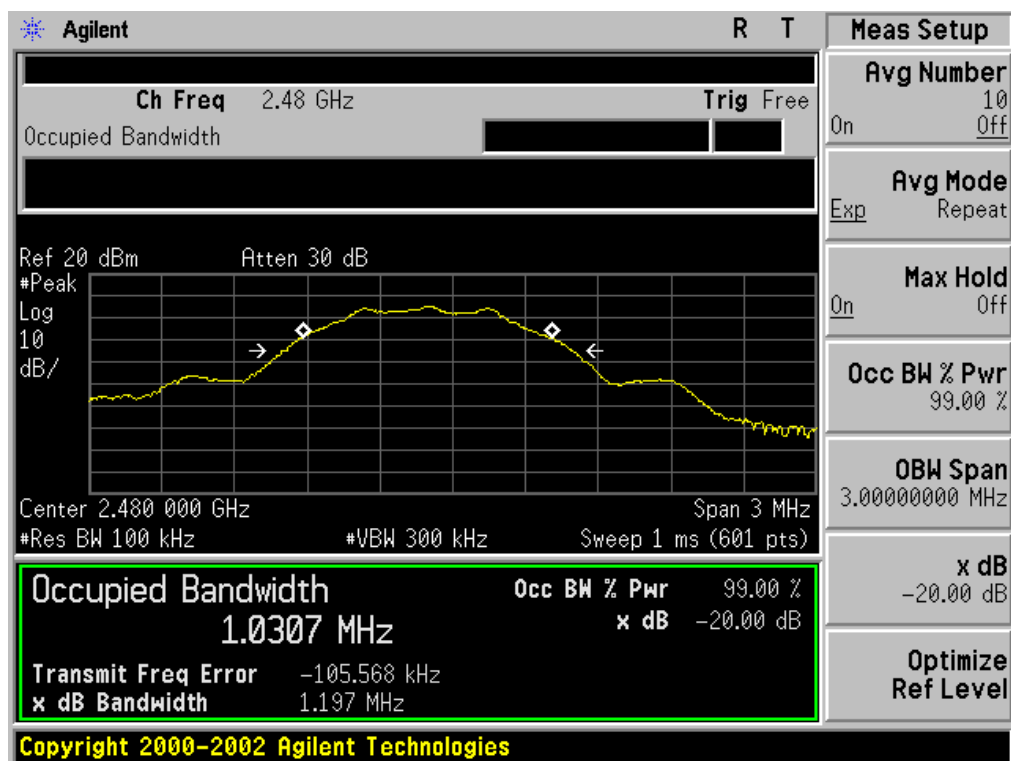 Agilent R T
Ch Freq 2.48 GHz Trig Free
Occupied Bandwidth
Ref 20 dBm Atten 30 dB
#Peak
Log
10
dB/
Center 2.480 000 GHz Span 3 MHz
#Res BW 100 kHz #VBW 300 kHz Sweep 1 ms (601 pts)
Occupied Bandwidth Occ BW % Pwr 99.00 %
1.0307 MHz x dB -20.00 dB
Transmit Freq Error -105.568 kHz
x dB Bandwidth 1.197 MHz
Copyright 2000-2002 Agilent Technologies
Meas Setup
Avg Number
10
On Off
Avg Mode
Exp Repeat
Max Hold
On Off
Occ BW % Pwr
99.00 %
OBW Span
3.00000000 MHz
x dB
-20.00 dB
Optimize
Ref Level